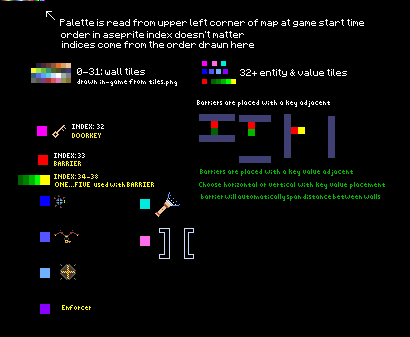 Palette is read from upper left corner of map at game start time
order in aseprite index doesn't matter
indices come from the order drawn here
0-31: wall tiles
drawn in-game from tiles.png
32+ entity & value tiles
Barriers are placed with a key adjacent
INDEX: 32
DOORKEY
INDEX: 33
BARRIER
INDEX: 34-38
ONE...FIVE used with BARRIER
Barriers are placed with a key value adjacent
Choose horizontal or vertical with key value placement
barrier will automatically span distance between walls
Enforcer